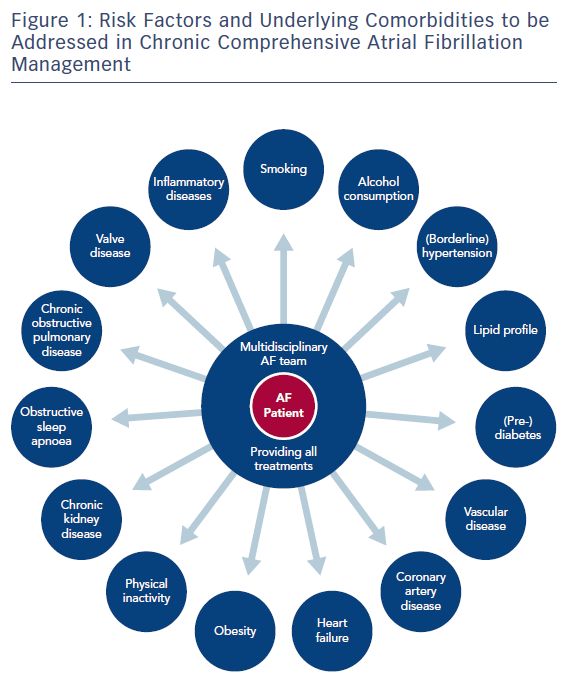 Figure 1: Risk Factors and Underlying Comorbidities to be
Addressed in Chronic Comprehensive Atrial Fibrillation
Management
Smoking
Alcohol
consumption
(Borderline)
hypertension
Lipid profile
(Pre-)
diabetes
Vascular
disease
Coronary
artery
disease
Heart
failure
Obesity
Physical
inactivity
Chronic
kidney
disease
Obstructive
sleep
apnoea
Chronic
obstructive
pulmonary
disease
Valve
disease
Inflammatory
diseases
Multidisciplinary
AF team
AF
Patient
Providing all
treatments